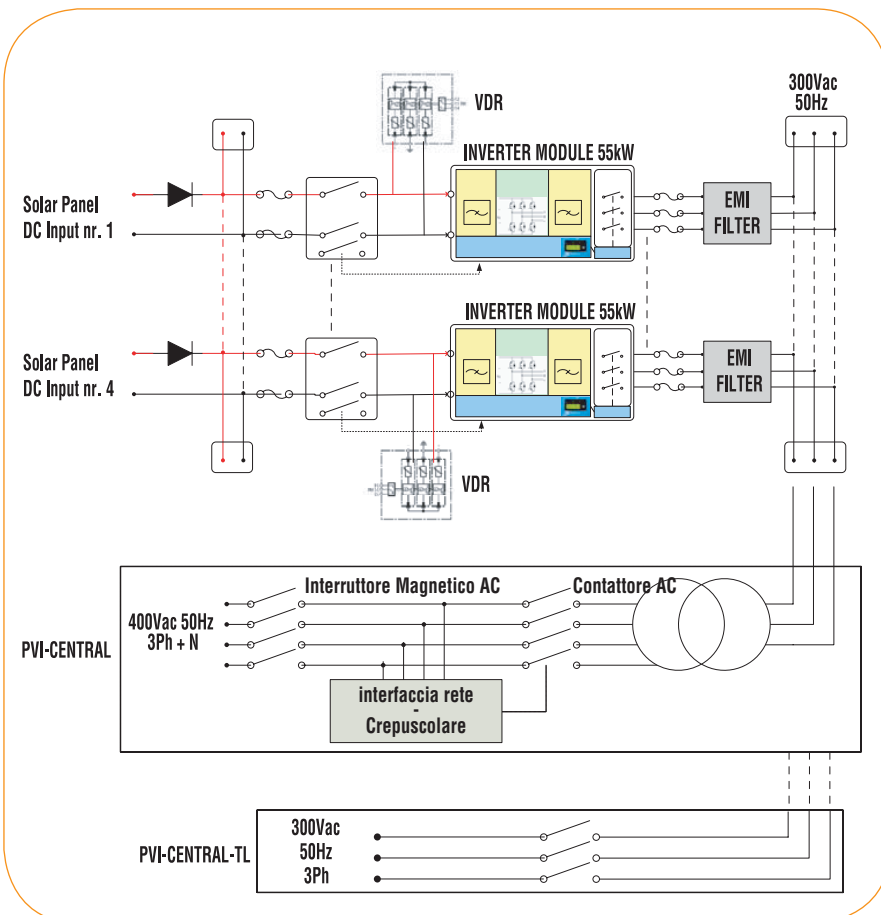 VDR
300Vac
50Hz
INVERTER MODULE 55kW
Solar Panel
DC Input nr. 1
EMI
FILTER
INVERTER MODULE 55kW
Solar Panel
DC Input nr. 4
EMI
FILTER
VDR
Interruttore Magnetico AC
Contattore AC
400Vac 50Hz
3Ph + N
PVI-CENTRAL
interfaccia rete
-
Crepuscolare
300Vac
50Hz
3Ph
PVI-CENTRAL-TL